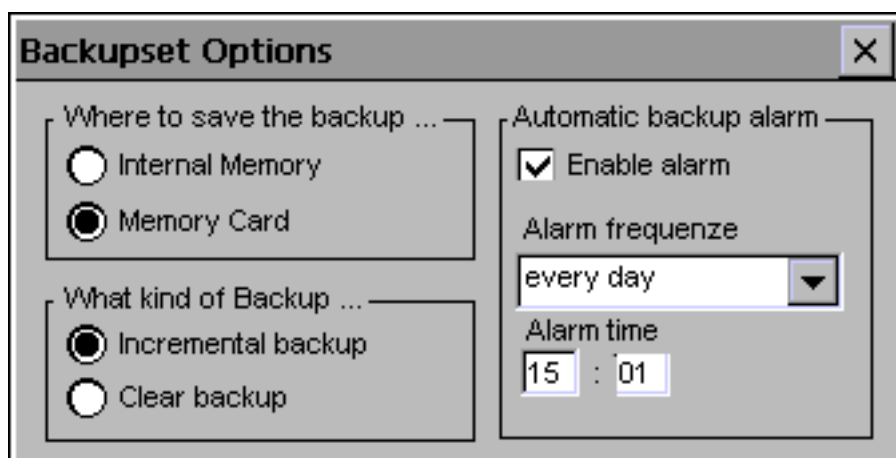 Backupset Options
Where to save the backup ...
Internal Memory
Memory Card
What kind of Backup ...
Incremental backup
Clear backup
Automatic backup alarm
Enable alarm
Alarm frequenze
every day
Alarm time
15 : 01